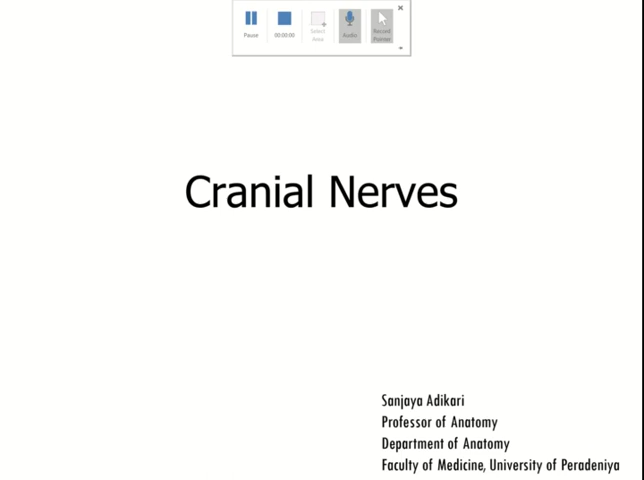 Pause
00:00:00
Select
Area
Audio
Record
Pointer
Cranial Nerves
Sanjaya Adikari
Professor of Anatomy
Department of Anatomy
Faculty of Medicine, University of Peradeniya